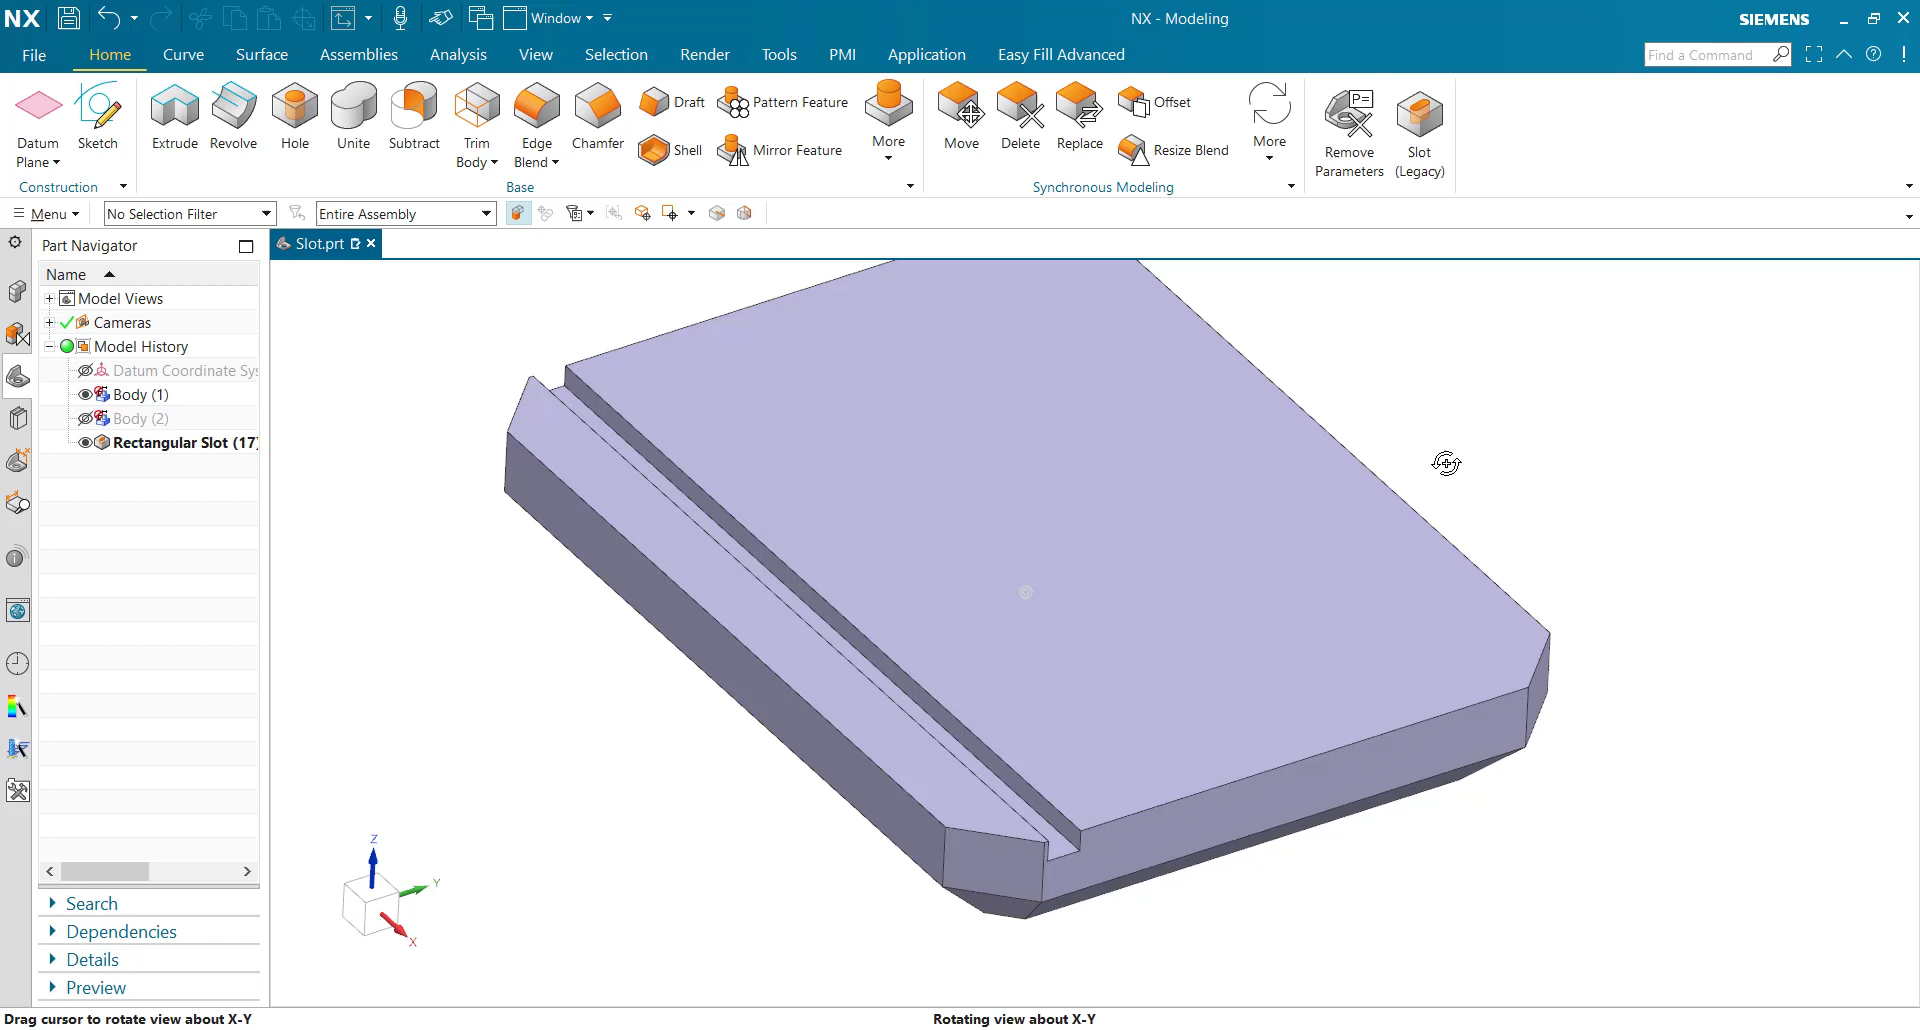 NX
Window
NX - Modeling
SIEMENS
File
Home
Curve
Surface
Assemblies
Analysis
View
Selection
Render
Tools
PMI
Application
Easy Fill Advanced
Find a Command
Datum
Plane
Sketch
Extrude
Revolve
Hole
Unite
Subtract
Trim
Body
Edge
Blend
Chamfer
Draft
Shell
Pattern Feature
Mirror Feature
More
Move
Delete
Replace
Offset
Resize Blend
More
P=
Remove
Parameters
Slot
(Legacy)
Construction
Base
Synchronous Modeling
Menu
No Selection Filter
Entire Assembly
Part Navigator
Slot.prt
Name
Model Views
Cameras
Model History
Datum Coordinate Sys
Body (1)
Body (2)
Rectangular Slot (17)
Search
Dependencies
Details
Preview
Z
Y
X
Drag cursor to rotate view about X-Y
Rotating view about X-Y